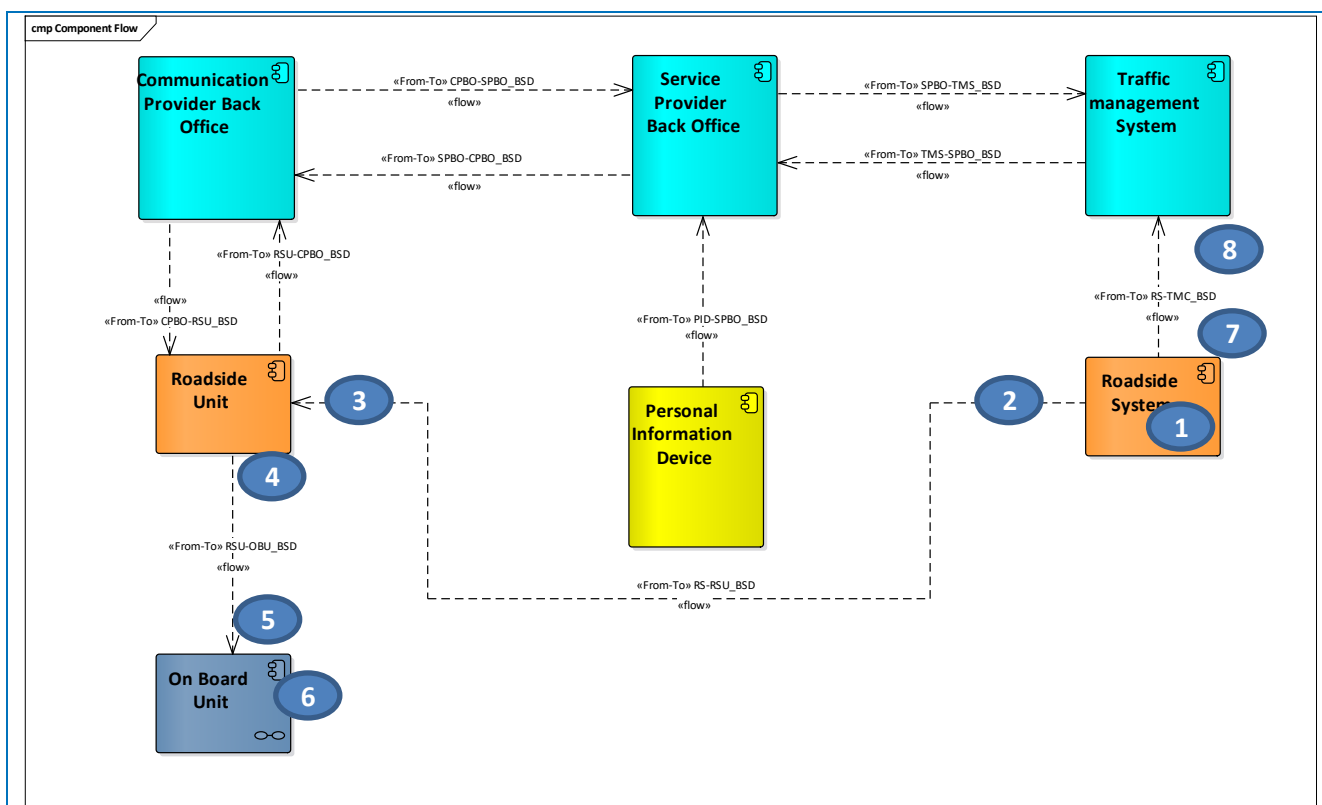 cmp Component Flow
Communication
Provider Back
Office
«From-To» CPBO-SPBO_BSD
«flow»
Service
Provider
Back Office
«From-To» SPBO-TMS_BSD
«flow»
Traffic
management
System
«From-To» SPBO-CPBO_BSD
«flow»
«From-To» TMS-SPBO_BSD
«flow»
8
«From-To» RSU-CPBO_BSD
«flow»
«flow»
«From-To» CPBO-RSU_BSD
«From-To» PID-SPBO_BSD
«flow»
«From-To» RS-TMC_BSD
«flow»
7
Roadside
Unit
3
Personal
Information
Device
2
Roadside
System
1
4
«From-To» RSU-OBU_BSD
«flow»
«From-To» RS-RSU_BSD
«flow»
5
On Board
Unit
6